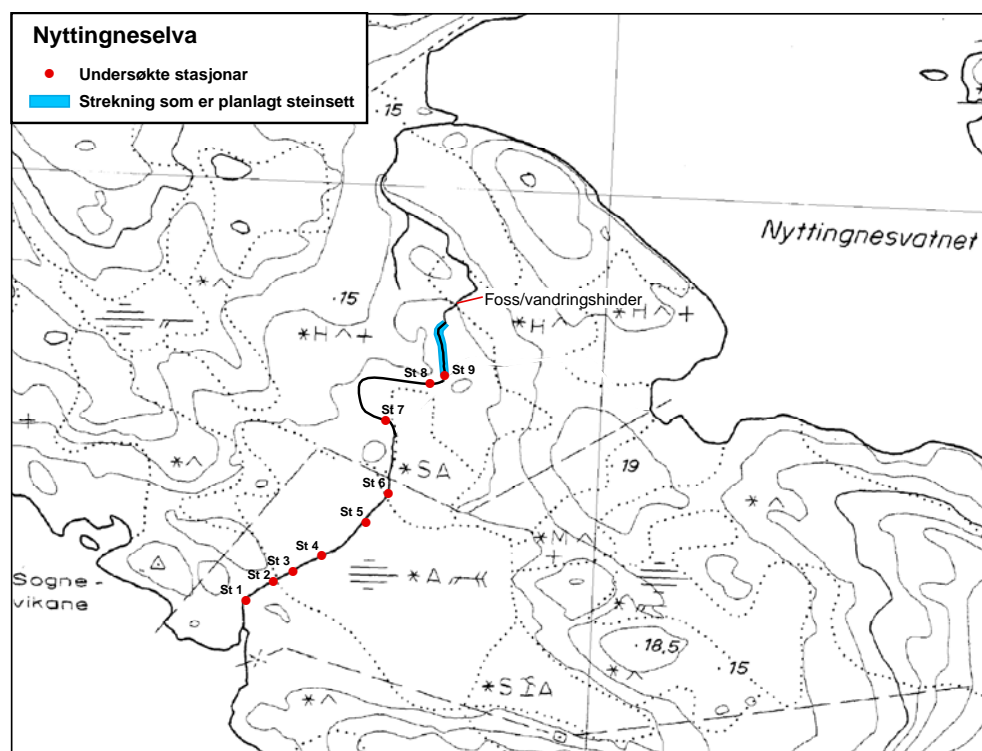 Nyttingneselva
Undersøkte stasjonar
Strekning som er planlagt steinsett
15
Nyttingnesvatnet
15
Foss/vandringshinder
*H^+
*H^
*H^+
St 9
St 8
St 7
*^
*SA
19
St 6
*^
St 5
*M^
+
St 4
St 3
*A
St 2
Sogne-
vikane
St 1
18,5
15
*^
*^